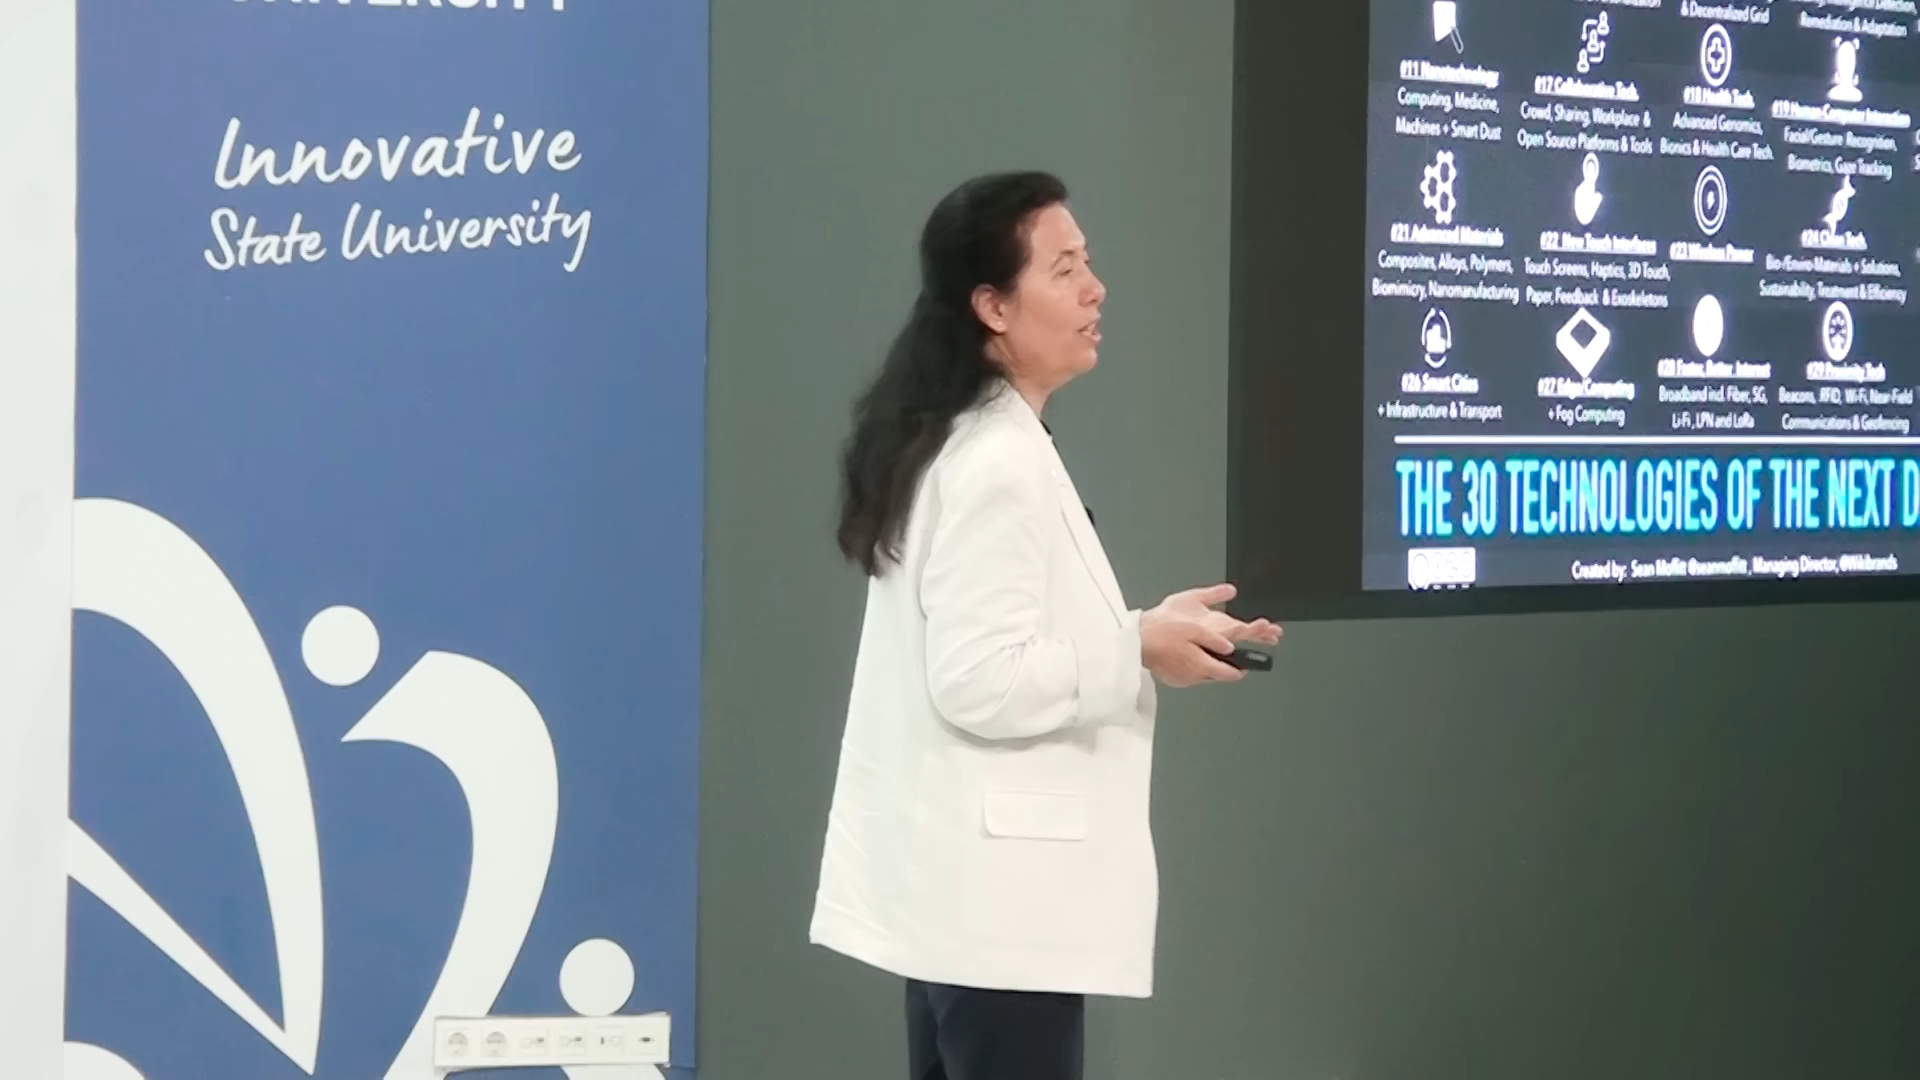 Innovative
State University
& Decentralized Grid
Remediation & Adaptation
#11 Nanotechnology
Computing, Medicine,
Machines + Smart Dust
#17 Collaborative Tech.
Crowd, Sharing, Workplace &
Open Source Platforms & Tools
#18 Health Tech.
Advanced Genomics,
Bionics & Health Care Tech.
#19 Human-Computer Interaction
Facial/Gesture Recognition,
Biometrics, Gaze Tracking
#21 Advanced Materials
Composites, Alloys, Polymers,
Biomimicry, Nanomanufacturing
#22 New Touch Interfaces
Touch Screens, Haptics, 3D Touch,
Paper, Feedback & Exoskeletons
#23 Wireless Power
#24 Clean Tech.
Bio-/Enviro-Materials + Solutions,
Sustainability, Treatment & Efficiency
#26 Smart Cities
+ Infrastructure & Transport
#27 Edge/Computing
+ Fog Computing
#28 Faster, Better Internet
Broadband incl. Fiber, 5G,
Li-Fi, LPN and LoRa
#29 Proximity Tech
Beacons, RFID, Wi-Fi, Near-Field
Communications & Geofencing
THE 30 TECHNOLOGIES OF THE NEXT D
Created by: Sean Moffitt @seanmoffitt, Managing Director, @Wikibrands